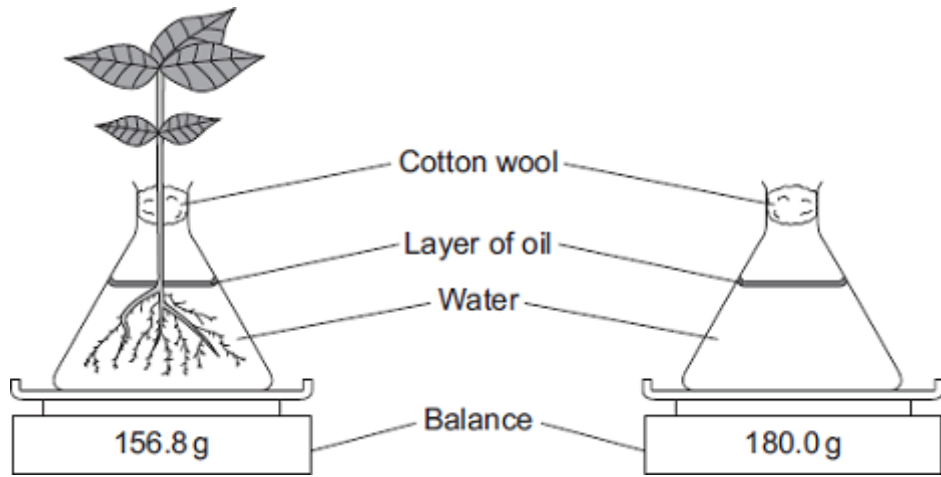 Cotton wool
Layer of oil
Water
Balance
156.8 g
180.0 g